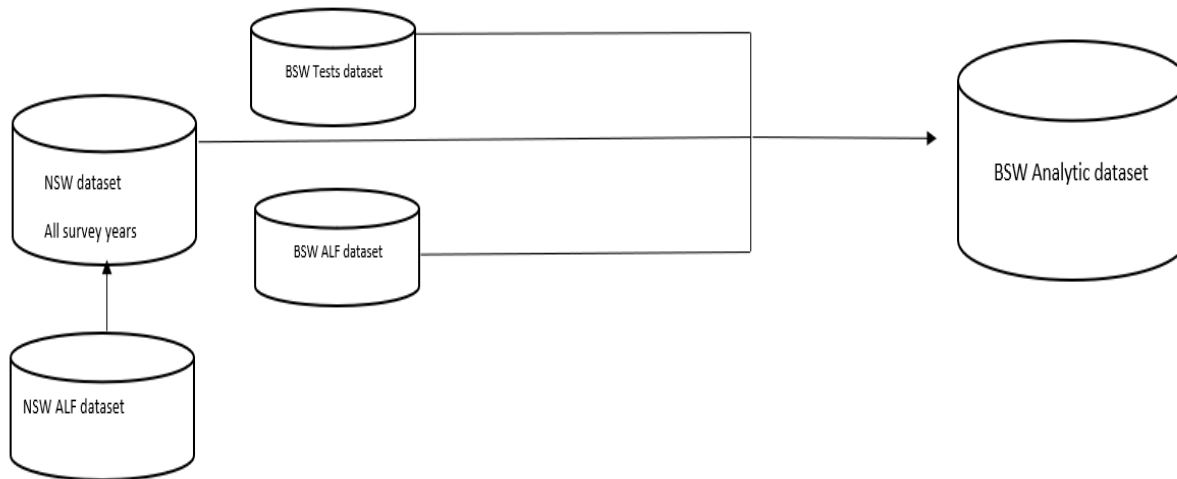 BSW Tests dataset
NSW dataset
All survey years
BSW ALF dataset
BSW Analytic dataset
NSW ALF dataset